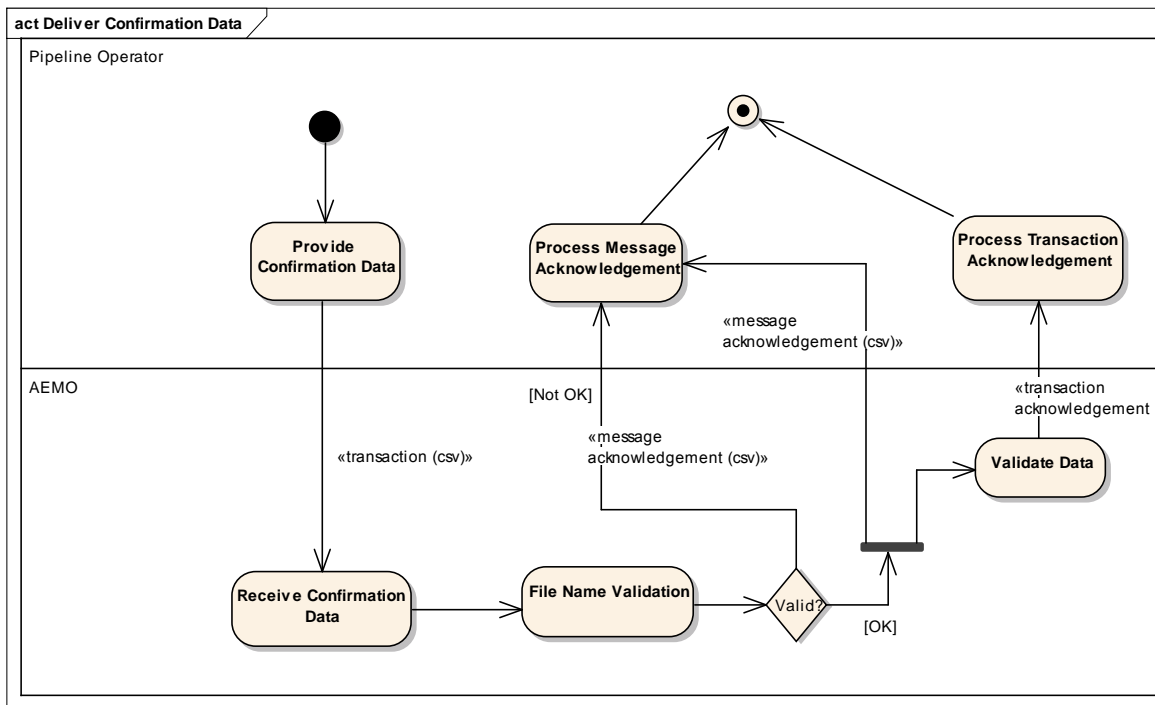 act Deliver Confirmation Data
Pipeline Operator
Provide
Confirmation Data
Process Message
Acknowledgement
Process Transaction
Acknowledgement
«message
acknowledgement (csv)»
AEMO
[Not OK]
«transaction
acknowledgement
«message
acknowledgement (csv)»
«transaction (csv)»
Validate Data
Receive Confirmation
Data
File Name Validation
Valid?
[OK]